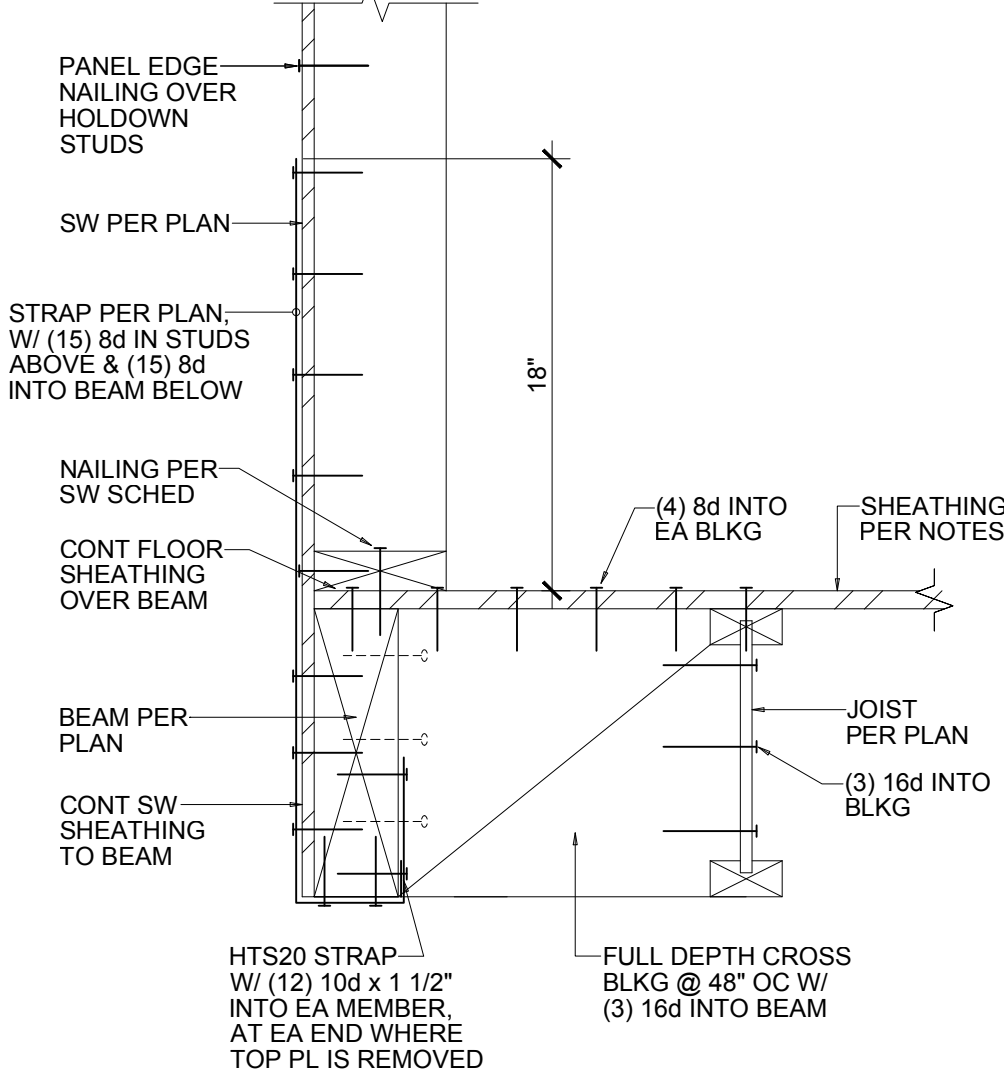 PANEL EDGE
NAILING OVER
HOLDOWN
STUDS
SW PER PLAN
STRAP PER PLAN,
W/ (15) 8d IN STUDS
ABOVE & (15) 8d
INTO BEAM BELOW
18"
NAILING PER
SW SCHED
(4) 8d INTO
EA BLKG
SHEATHING
PER NOTES
CONT FLOOR
SHEATHING
OVER BEAM
BEAM PER
PLAN
JOIST
PER PLAN
(3) 16d INTO
BLKG
CONT SW
SHEATHING
TO BEAM
HTS20 STRAP
W/ (12) 10d x 1 1/2"
INTO EA MEMBER,
AT EA END WHERE
TOP PL IS REMOVED
FULL DEPTH CROSS
BLKG @ 48" OC W/
(3) 16d INTO BEAM